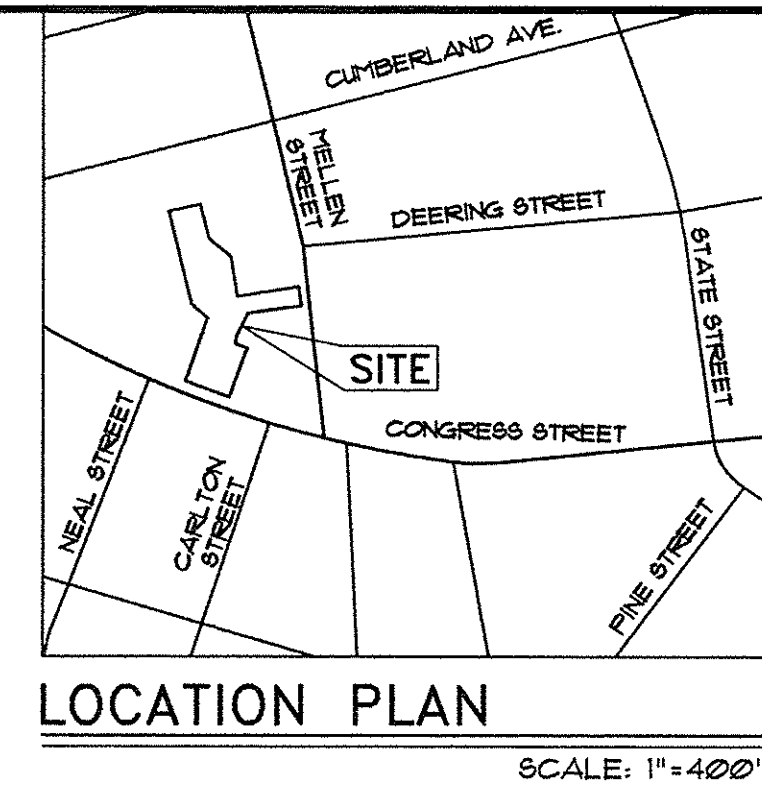 CUMBERLAND AVE.
MELLEN
STREET
DEERING STREET
STATE STREET
SITE
CONGRESS STREET
NEAL STREET
CARLTON
STREET
PINE STREET
LOCATION PLAN
SCALE: 1"=400'